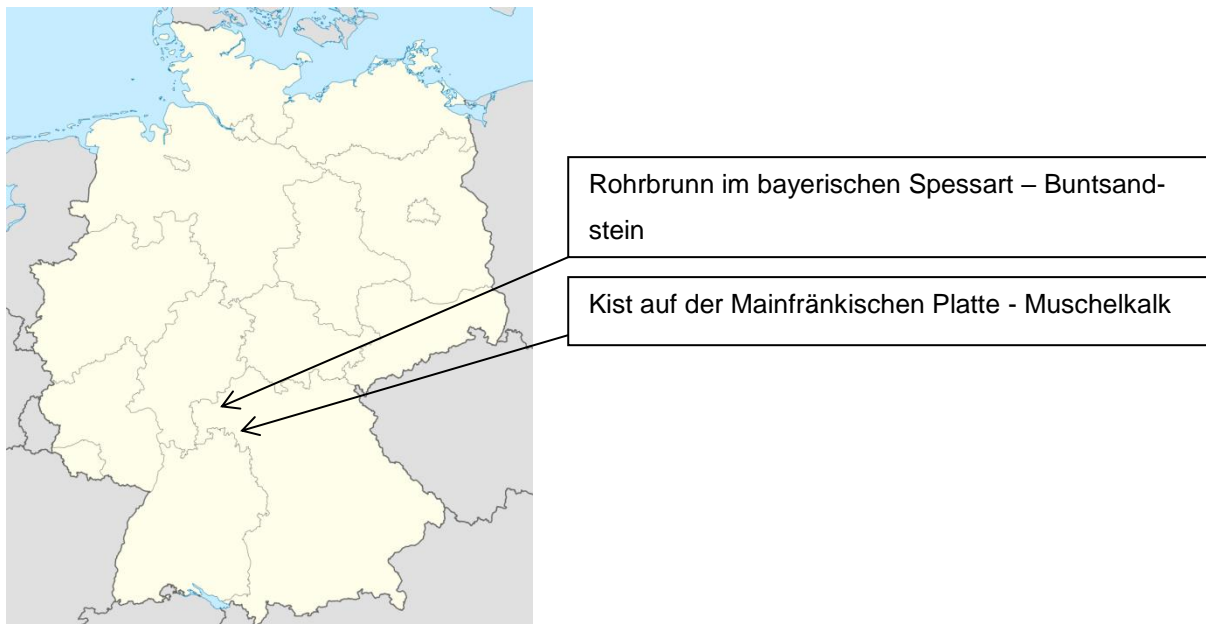 Rohrbrunn im bayerischen Spessart – Buntsand-
stein
Kist auf der Mainfränkischen Platte - Muschelkalk